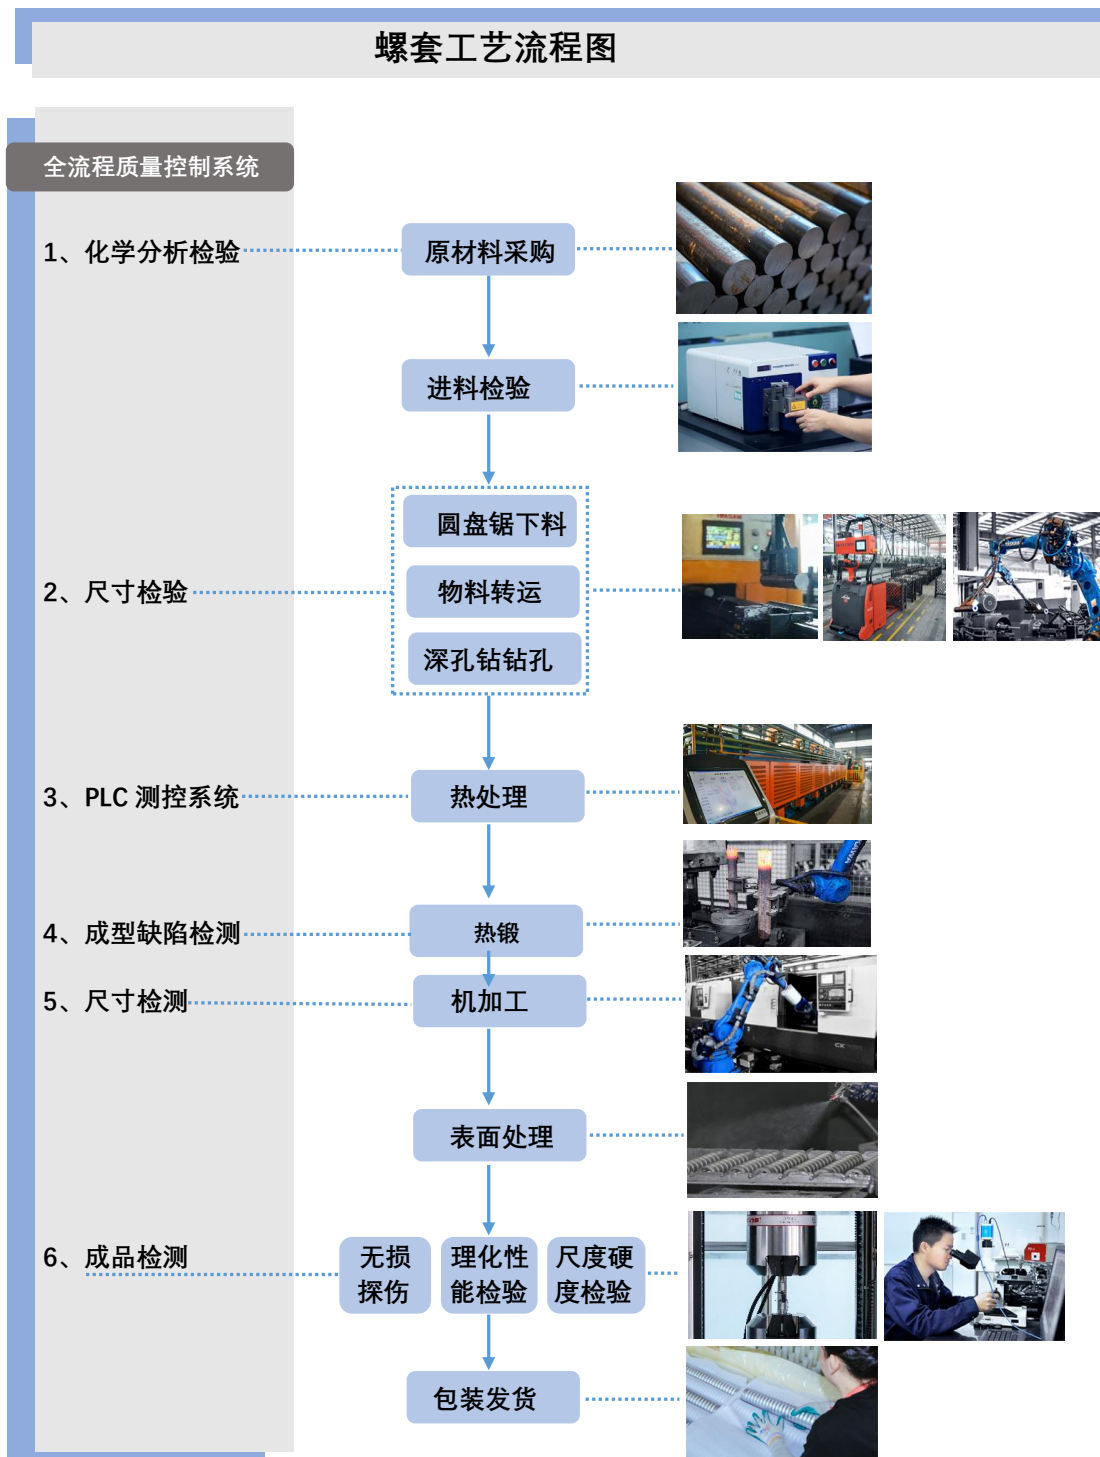 螺套工艺流程图
全流程质量控制系统
1、化学分析检验
原材料采购
进料检验
圆盘锯下料
2、尺寸检验
物料转运
深孔钻钻孔
3、PLC 测控系统
热处理
4、成型缺陷检测
热锻
5、尺寸检测
机加工
表面处理
6、成品检测
无损
探伤
理化性
能检验
尺度硬
度检验
包装发货